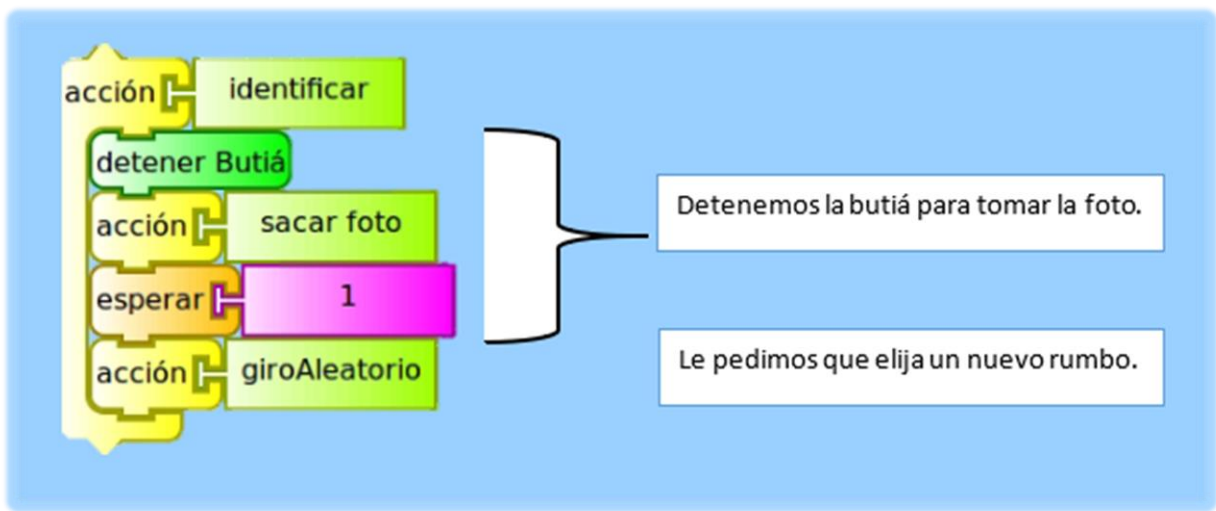 acción identificar
detener Butiá
acción sacar foto
esperar 1
acción giroAleatorio
Detenemos la butiá para tomar la foto.
Le pedimos que elija un nuevo rumbo.